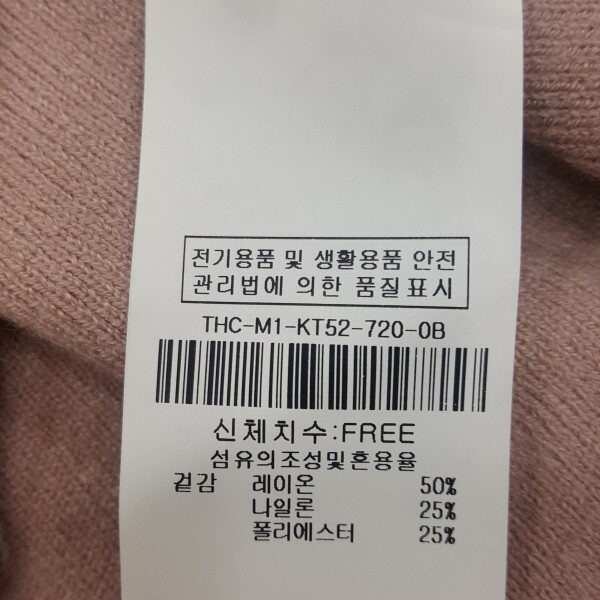 전기용품 및 생활용품 안전
관리법에 의한 품질표시
THC-M1-KT52-720-0B
신체치수:FREE
섬유의조성및혼용율
겉감 레이온 50%
나일론 25%
폴리에스터 25%